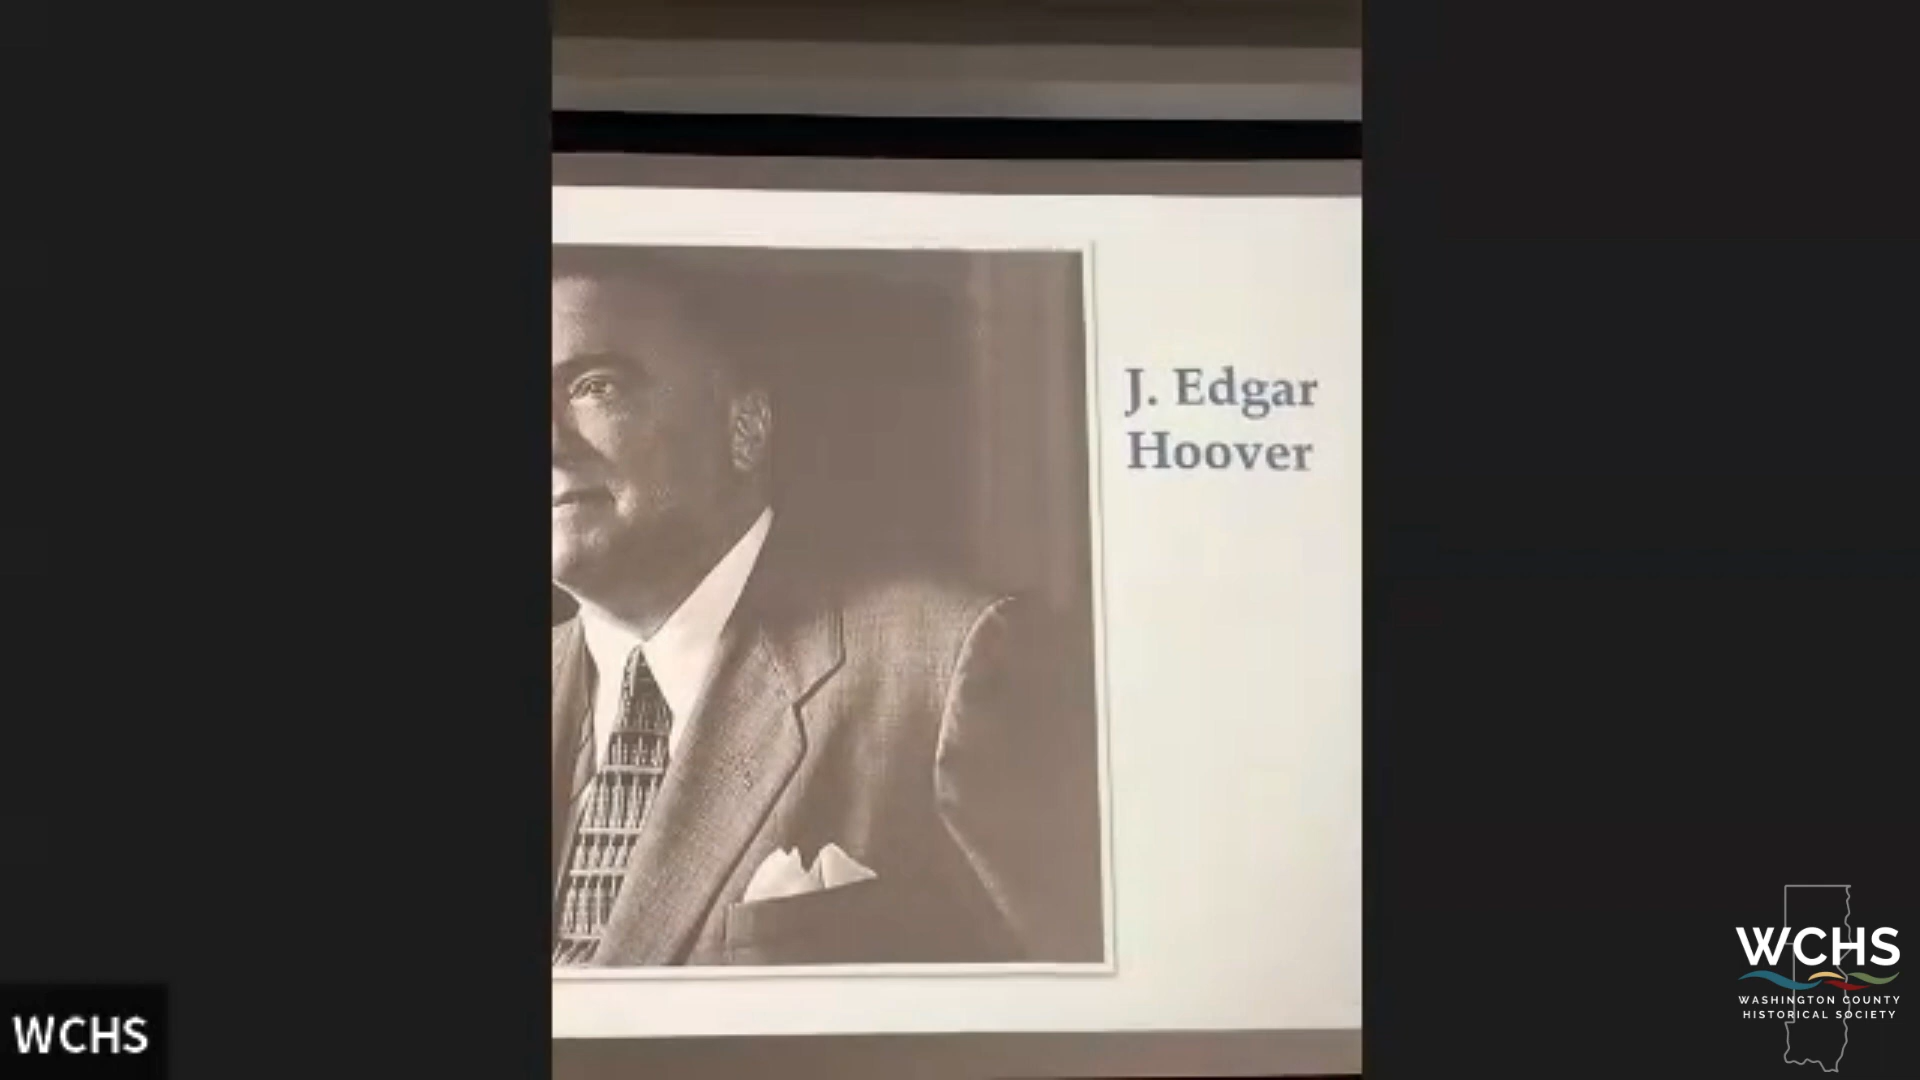 J. Edgar
Hoover
WCHS
WCHS
WASHINGTON COUNTY
HISTORICAL SOCIETY